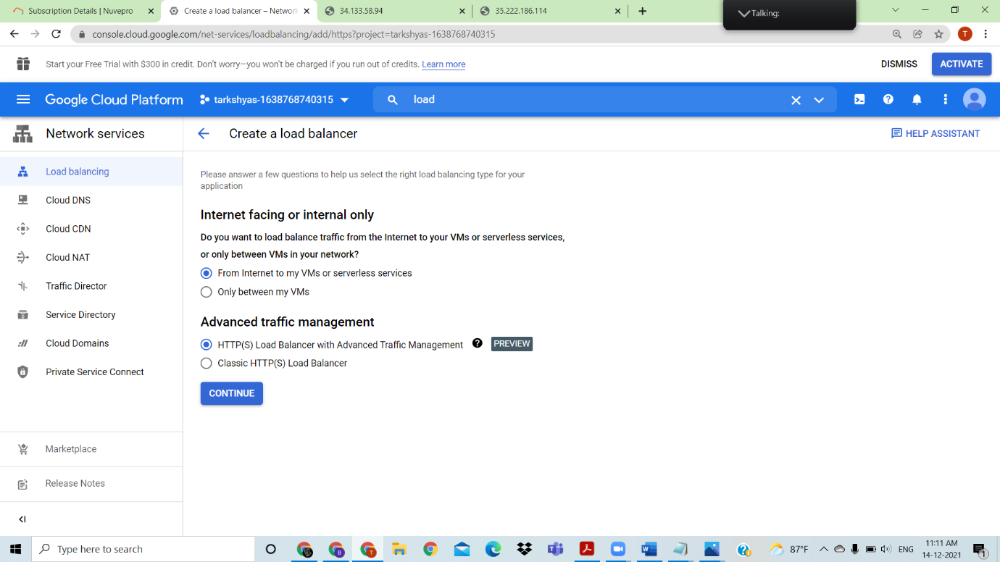 Subscription Details | Nuvepro
Create a load balancer – Network
34.133.58.94
35.222.186.114
Talking:
console.cloud.google.com/net-services/loadbalancing/add/https?project=tarkshyas-1638768740315
T
Start your Free Trial with $300 in credit. Don't worry—you won't be charged if you run out of credits. Learn more
DISMISS
ACTIVATE
Google Cloud Platform
tarkshyas-1638768740315
load
Network services
Create a load balancer
HELP ASSISTANT
Load balancing
Cloud DNS
Cloud CDN
Cloud NAT
Traffic Director
Service Directory
Cloud Domains
Private Service Connect
Marketplace
Release Notes
Please answer a few questions to help us select the right load balancing type for your
application
Internet facing or internal only
Do you want to load balance traffic from the Internet to your VMs or serverless services,
or only between VMs in your network?
From Internet to my VMs or serverless services
Only between my VMs
Advanced traffic management
HTTP(S) Load Balancer with Advanced Traffic Management
PREVIEW
Classic HTTP(S) Load Balancer
CONTINUE
Type here to search
87°F
ENG
11:11 AM
14-12-2021
1